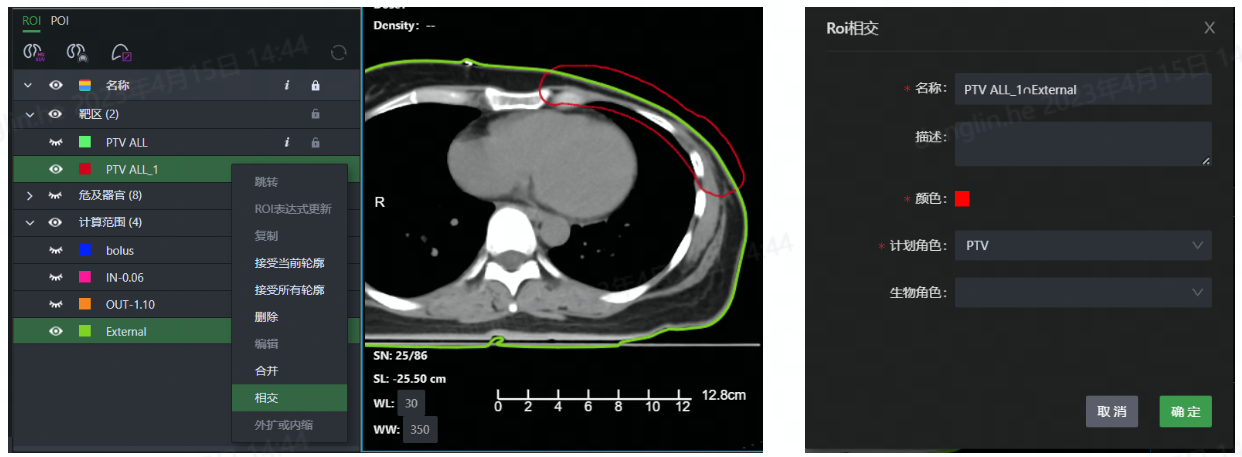 ROI POI
名称
靶区 (2)
PTV ALL
PTV ALL_1
危及器官 (8)
计算范围 (4)
bolus
IN-0.06
OUT-1.10
External
跳转
ROI表达式更新
复制
接受当前轮廓
接受所有轮廓
删除
编辑
合并
相交
外扩或内缩
Density: --
R
SN: 25/86
SL: -25.50 cm
WL: 30
WW: 350
0 2 4 6 8 10 12 12.8cm
Roi相交
* 名称: PTV ALL_1∩External
描述:
* 颜色:
* 计划角色: PTV
生物角色:
取消 确定